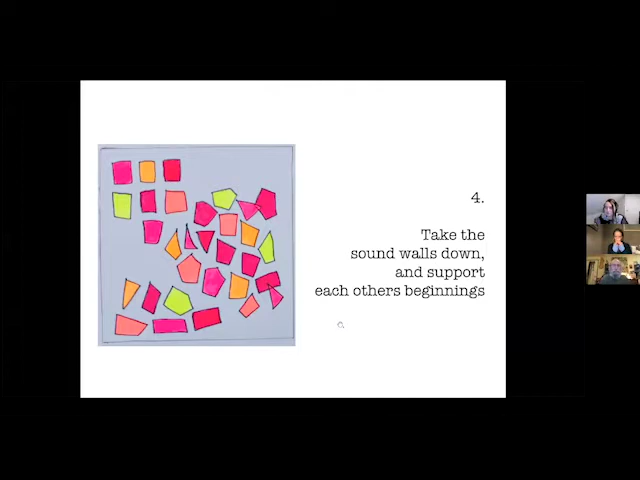 4.
Take the
sound walls down,
and support
each others beginnings